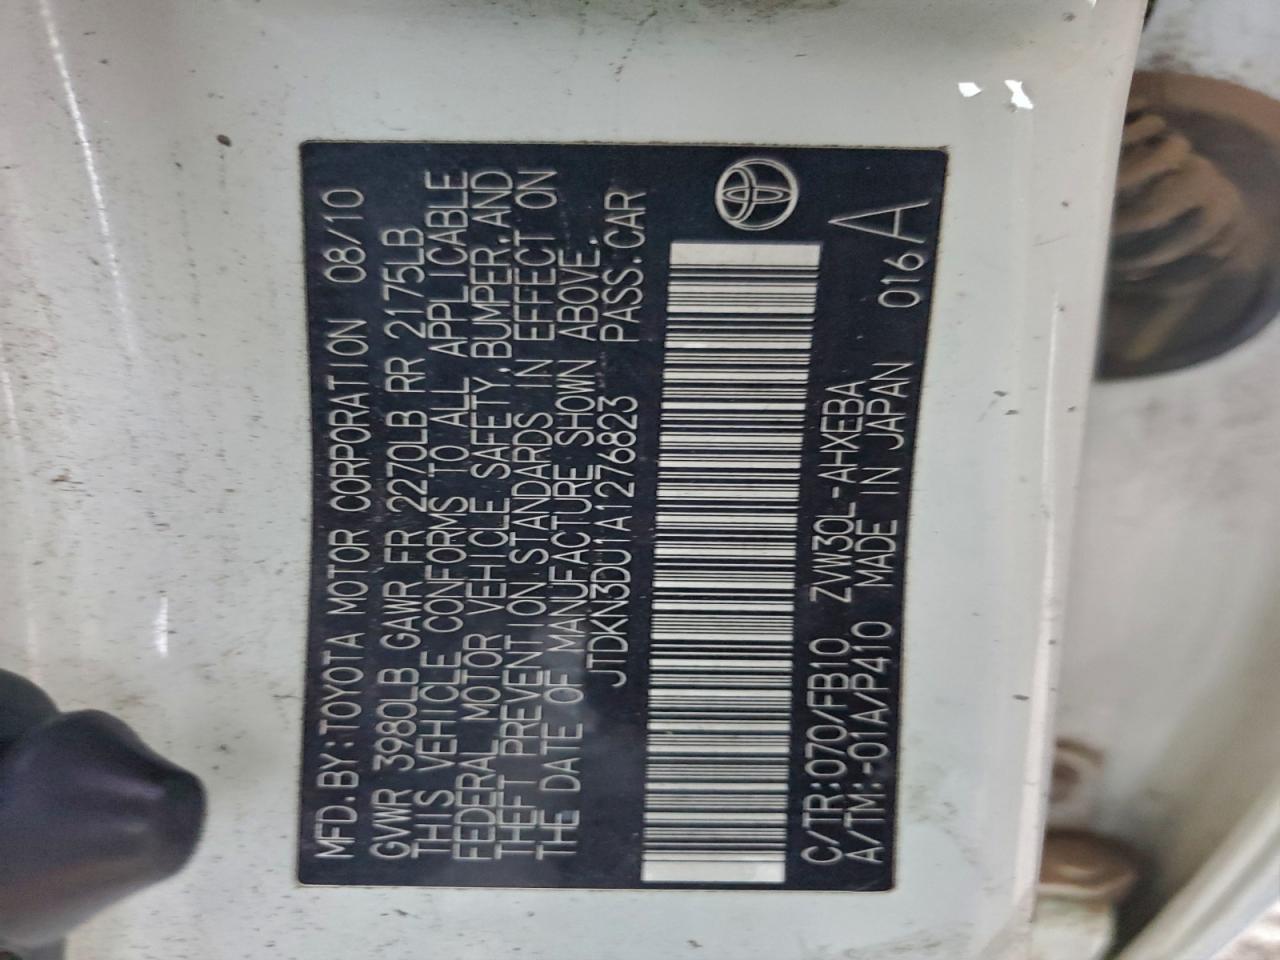 MFD. BY: TOYOTA MOTOR CORPORATION 08/10
GVWR 3980LB GAWR FR 2270LB RR 2175LB
THIS VEHICLE CONFORMS TO ALL APPLICABLE
FEDERAL MOTOR VEHICLE SAFETY, BUMPER, AND
THEFT PREVENTION STANDARDS IN EFFECT ON
THE DATE OF MANUFACTURE SHOWN ABOVE.
JTDKN3DU1A1276823 PASS. CAR
C/TR: 070/FB10 ZVW30L-AHXEBA
A/TM: -01A/P410 MADE IN JAPAN 016 A